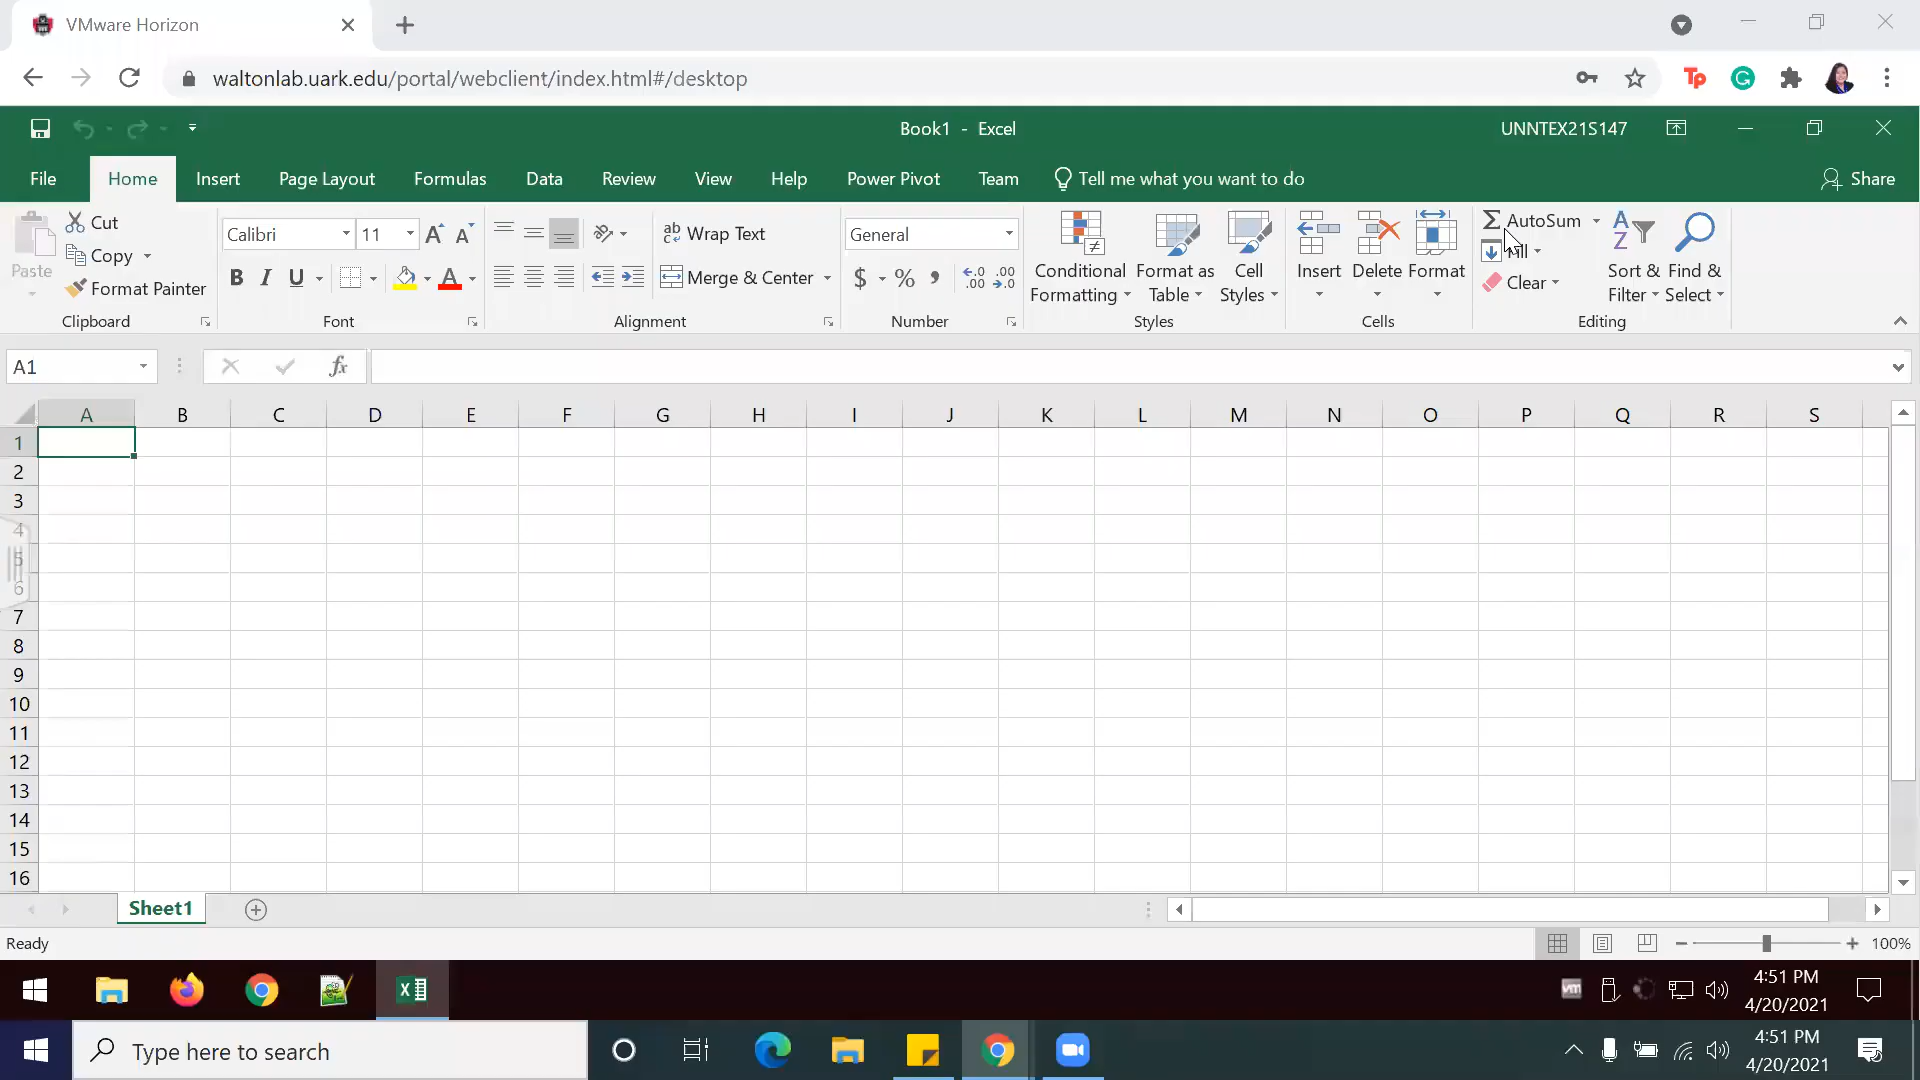 VMware Horizon
waltonlab.uark.edu/portal/webclient/index.html#/desktop
Book1 - Excel
UNNTEX21S147
File Home Insert Page Layout Formulas Data Review View Help Power Pivot Team Tell me what you want to do Share
Paste
Cut
Copy
Format Painter
Clipboard
Calibri 11
B I U A
Font
Wrap Text
Merge & Center
Alignment
General
$ % ,
Number
Conditional
Formatting
Format as
Table
Cell
Styles
Styles
Insert Delete Format
Cells
AutoSum
Fill
Clear
Sort &
Filter
Find &
Select
Editing
A1
fx
A B C D E F G H I J K L M N O P Q R S
1
2
3
4
5
6
7
8
9
10
11
12
13
14
15
16
Sheet1
Ready
100%
4:51 PM
4/20/2021
Type here to search
4:51 PM
4/20/2021